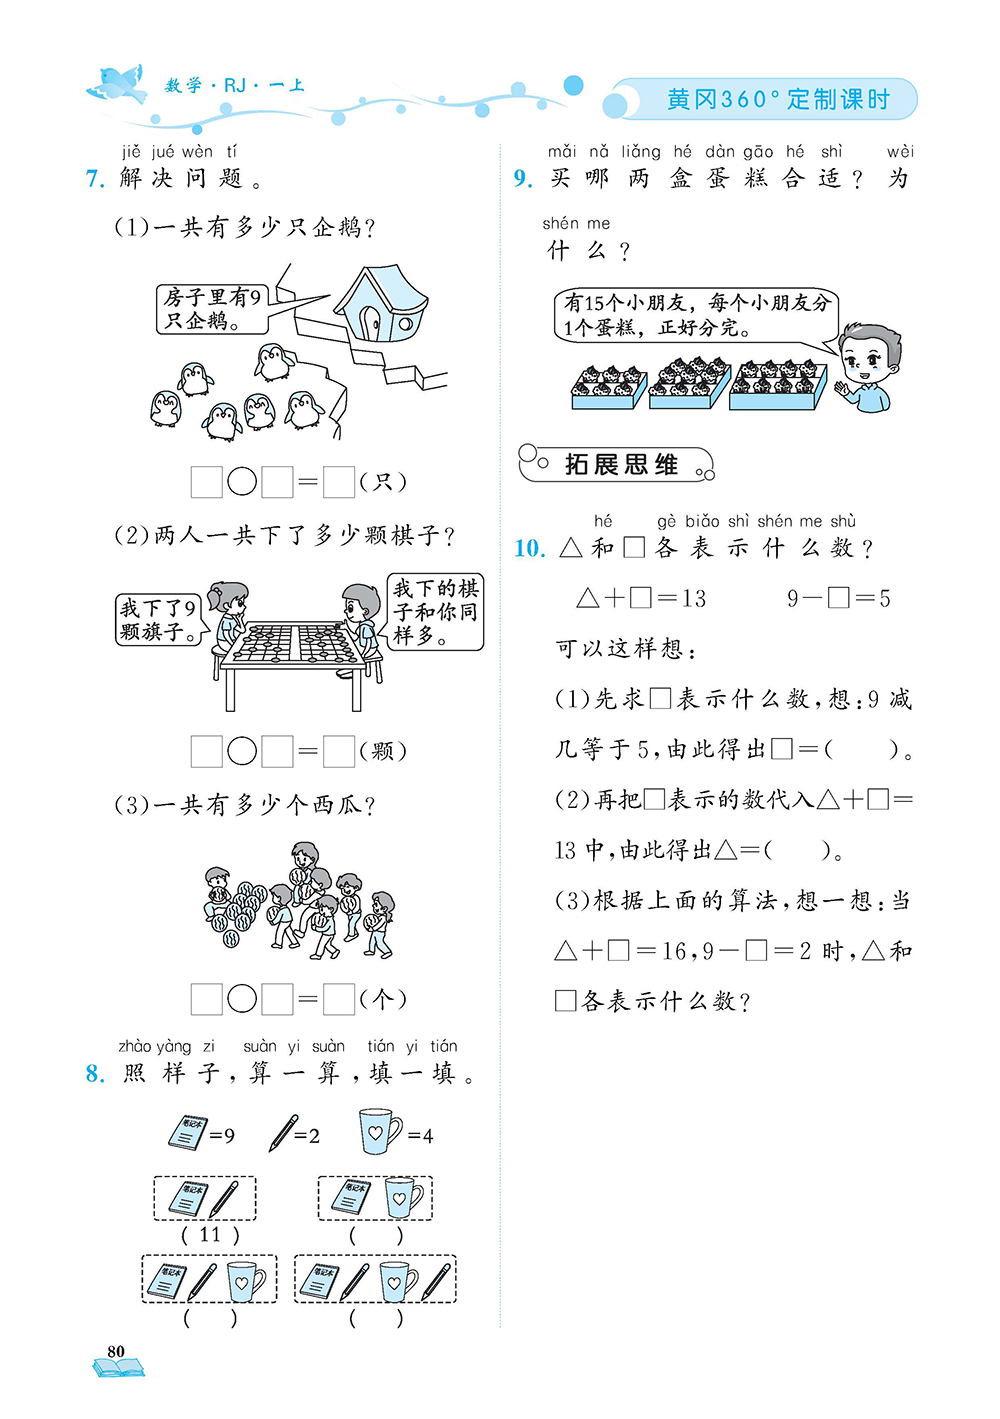 数学·RJ·一上
黄冈360°定制课时
jiě jué wèn tí
7. 解决问题。
(1)一共有多少只企鹅?
房子里有9
只企鹅。
□○□=□(只)
(2)两人一共下了多少颗棋子?
我下了9
颗旗子。
我下的棋
子和你同
样多。
□○□=□(颗)
(3)一共有多少个西瓜?
□○□=□(个)
zhào yàng zi suàn yi suàn tián yi tián
8. 照样子,算一算,填一填。
笔记本
=9
=2
=4
笔记本
笔记本
( 11 )
( )
笔记本
笔记本
( )
( )
80
mǎi nǎ liǎng hé dàn gāo hé shì wèi
9. 买哪两盒蛋糕合适?为
shén me
什么?
有15个小朋友,每个小朋友分
1个蛋糕,正好分完。
拓展思维
hé gè biǎo shì shén me shù
10. △和□各表示什么数?
△+□=13 9-□=5
可以这样想:
(1)先求□表示什么数,想:9减
几等于5,由此得出□=( )。
(2)再把□表示的数代入△+□=
13中,由此得出△=( )。
(3)根据上面的算法,想一想:当
△+□=16,9-□=2时,△和
□各表示什么数?